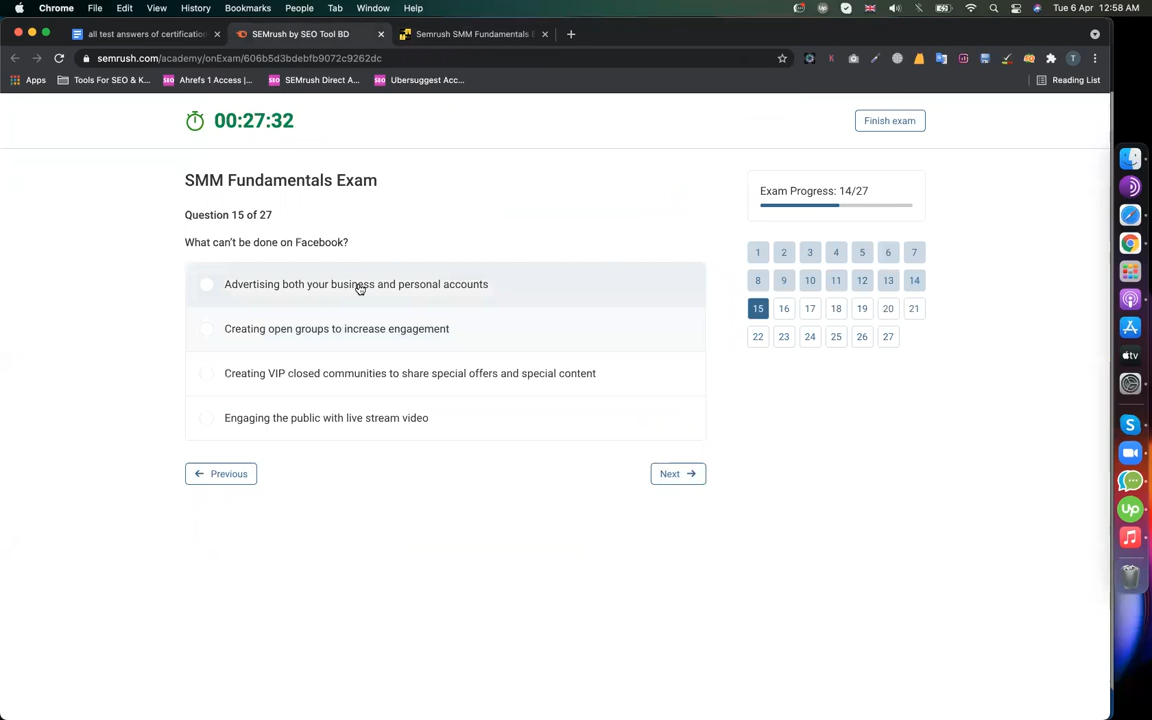 Chrome File Edit View History Bookmarks People Tab Window Help Tue 6 Apr 12:58 AM
all test answers of certification SEMrush by SEO Tool BD Semrush SMM Fundamentals E
semrush.com/academy/onExam/606b5d3bdebfb9072c9262dc T
Apps Tools For SEO & K... SEO Ahrefs 1 Access |... SEO SEMrush Direct A... SEO Ubersuggest Acc... Reading List
00:27:32 Finish exam
SMM Fundamentals Exam
Exam Progress: 14/27
Question 15 of 27
What can't be done on Facebook?
1 2 3 4 5 6 7
Advertising both your business and personal accounts
8 9 10 11 12 13 14
15 16 17 18 19 20 21
Creating open groups to increase engagement
22 23 24 25 26 27
Creating VIP closed communities to share special offers and special content
Engaging the public with live stream video
Previous Next
tv
Up